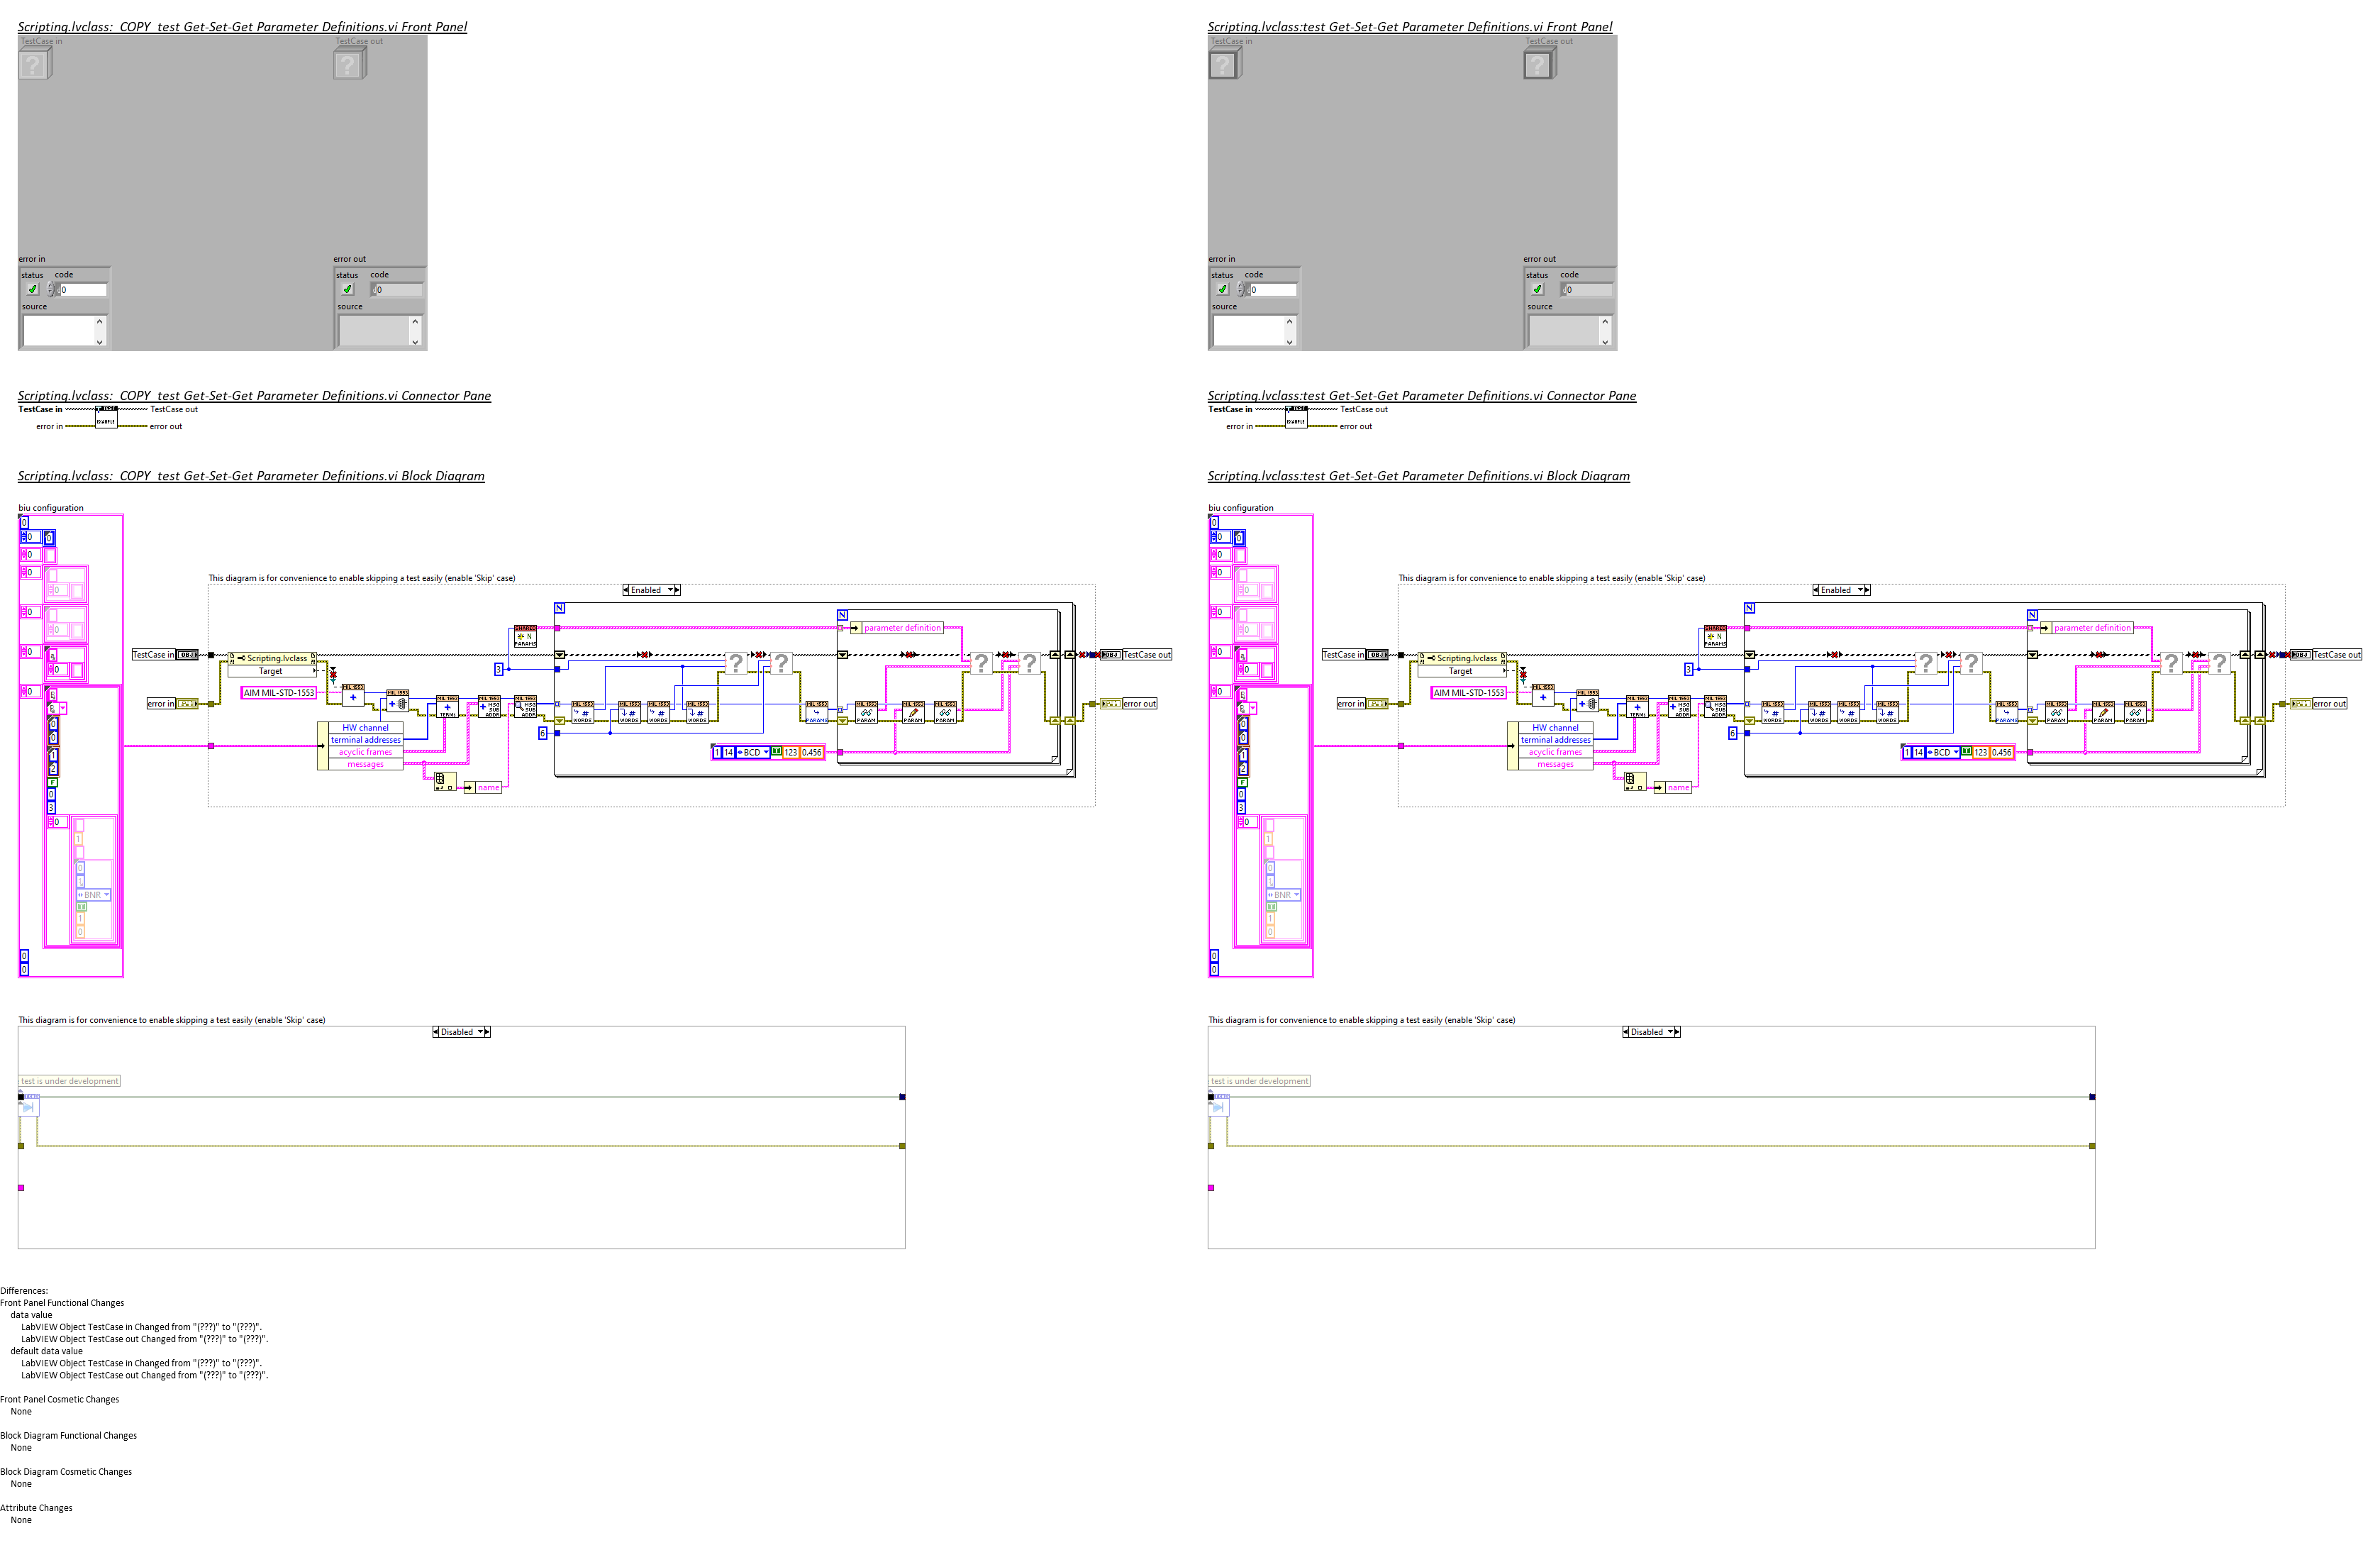 Scripting.lvclass:_COPY_test Get-Set-Get Parameter Definitions.vi Front Panel
TestCase in
TestCase out
error in
error out
status code
status code
0
0
source
source
Scripting.lvclass:_COPY_test Get-Set-Get Parameter Definitions.vi Connector Pane
TestCase in
TestCase out
TEST
EXAMPLE
error in
error out
Scripting.lvclass:_COPY_test Get-Set-Get Parameter Definitions.vi Block Diagram
biu configuration
This diagram is for convenience to enable skipping a test easily (enable 'Skip' case)
Enabled
N
N
parameter definition
TestCase in
OBJ
Scripting.lvclass
Target
3
TestCase out
AIM MIL-STD-1553
error in
error out
HW channel
terminal addresses
acyclic frames
messages
6
1 14 BCD T 123 0.456
name
BNR
This diagram is for convenience to enable skipping a test easily (enable 'Skip' case)
Disabled
test is under development
Scripting.lvclass:test Get-Set-Get Parameter Definitions.vi Front Panel
TestCase in
TestCase out
error in
error out
status code
status code
0
0
source
source
Scripting.lvclass:test Get-Set-Get Parameter Definitions.vi Connector Pane
TestCase in
TestCase out
TEST
EXAMPLE
error in
error out
Scripting.lvclass:test Get-Set-Get Parameter Definitions.vi Block Diagram
biu configuration
This diagram is for convenience to enable skipping a test easily (enable 'Skip' case)
Enabled
N
N
parameter definition
TestCase in
OBJ
Scripting.lvclass
Target
3
TestCase out
AIM MIL-STD-1553
error in
error out
HW channel
terminal addresses
acyclic frames
messages
6
1 14 BCD T 123 0.456
name
BNR
This diagram is for convenience to enable skipping a test easily (enable 'Skip' case)
Disabled
test is under development
Differences:
Front Panel Functional Changes
data value
LabVIEW Object TestCase in Changed from "(???)" to "(???)".
LabVIEW Object TestCase out Changed from "(???)" to "(???)".
default data value
LabVIEW Object TestCase in Changed from "(???)" to "(???)".
LabVIEW Object TestCase out Changed from "(???)" to "(???)".
Front Panel Cosmetic Changes
None
Block Diagram Functional Changes
None
Block Diagram Cosmetic Changes
None
Attribute Changes
None